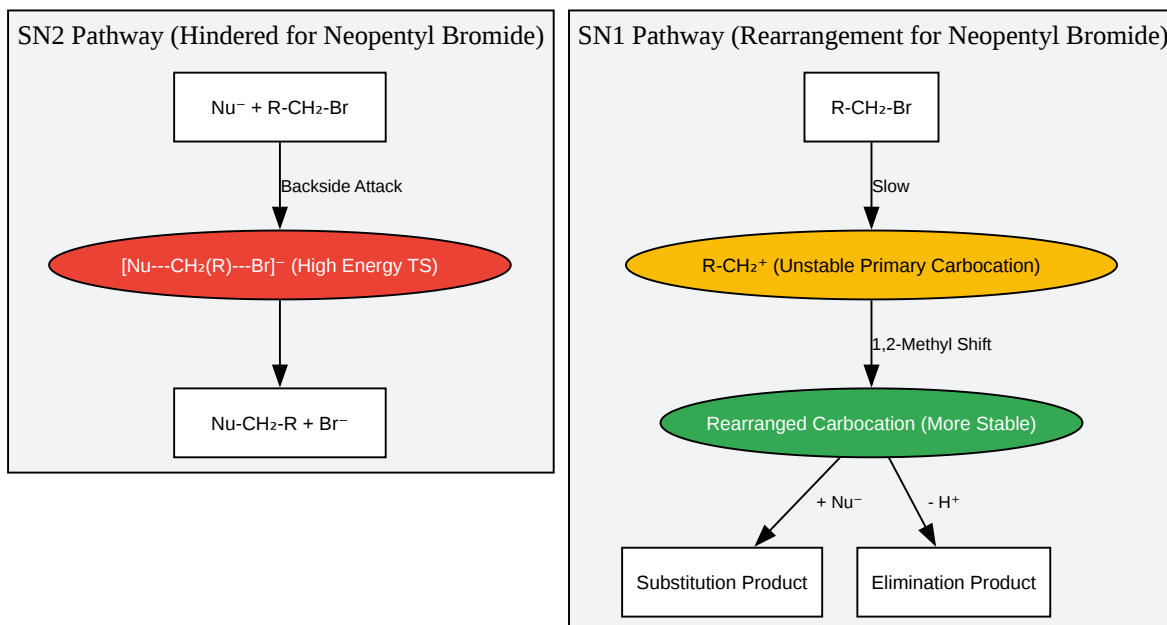 SN2 Pathway (Hindered for Neopentyl Bromide)
Nu⁻ + R-CH₂-Br
Backside Attack
[Nu---CH₂(R)---Br]⁻ (High Energy TS)
Nu-CH₂-R + Br⁻
SN1 Pathway (Rearrangement for Neopentyl Bromide)
R-CH₂-Br
Slow
R-CH₂⁺ (Unstable Primary Carbocation)
1,2-Methyl Shift
Rearranged Carbocation (More Stable)
+ Nu⁻
- H⁺
Substitution Product
Elimination Product